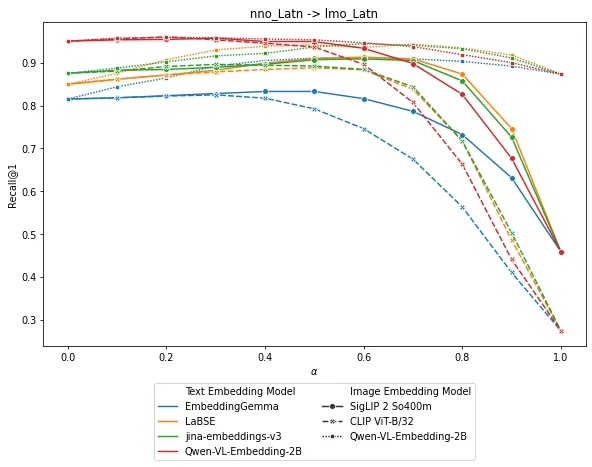 nno_Latn -> lmo_Latn
Recall@1
0.9
0.8
0.7
0.6
0.5
0.4
0.3
0.0
0.2
0.4
0.6
0.8
1.0
α
Text Embedding Model
EmbeddingGemma
LaBSE
jina-embeddings-v3
Qwen-VL-Embedding-2B
Image Embedding Model
SigLIP 2 So400m
CLIP ViT-B/32
Qwen-VL-Embedding-2B